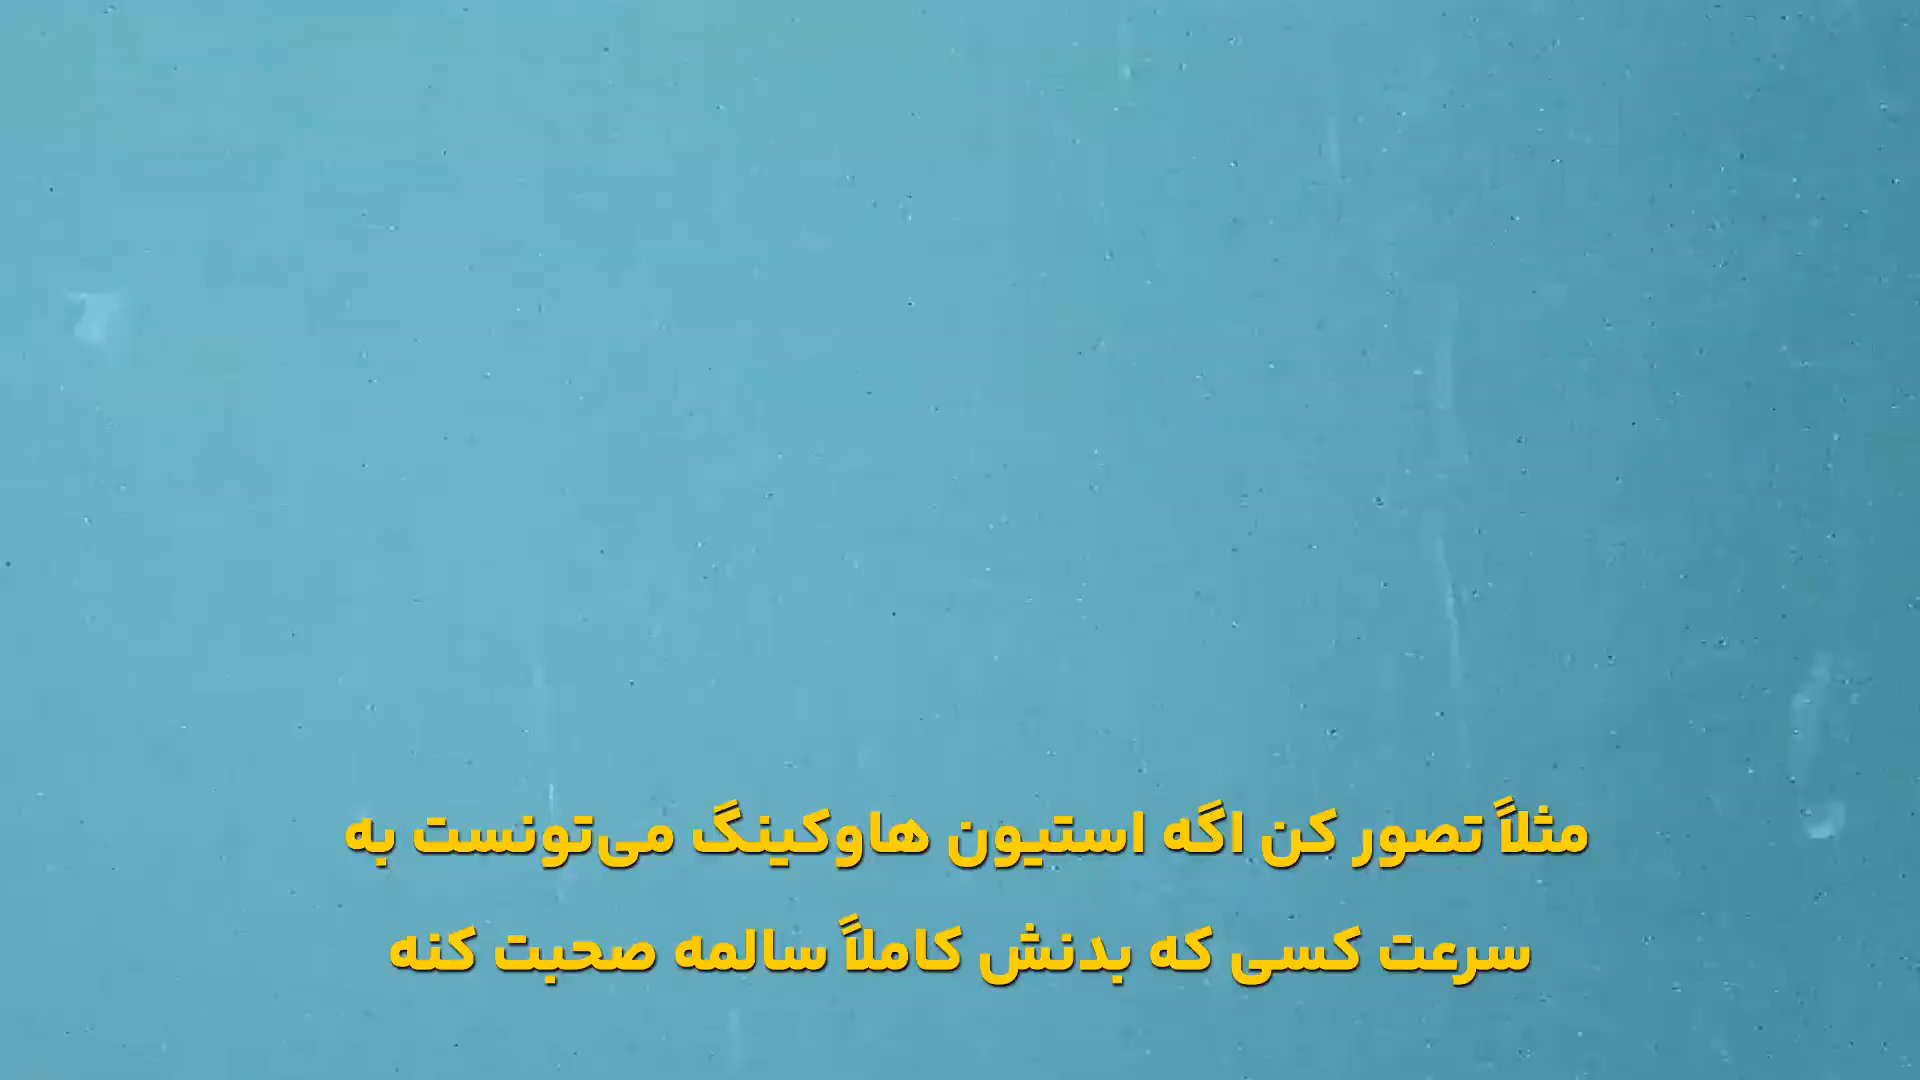 مثلاً تصور کن اگه استیون هاوکینگ می‌تونست به
سرعت کسی که بدنش کاملاً سالمه صحبت کنه